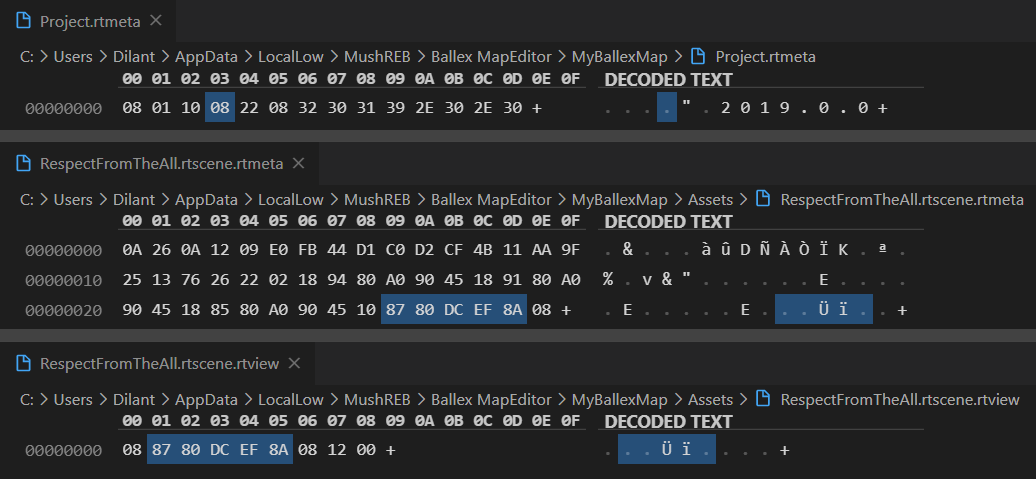 Project.rtmeta ×
C: > Users > Dilant > AppData > LocalLow > MushREB > Ballex MapEditor > MyBallexMap > Project.rtmeta
00 01 02 03 04 05 06 07 08 09 0A 0B 0C 0D 0E 0F DECODED TEXT
00000000 08 01 10 08 22 08 32 30 31 39 2E 30 2E 30 + . . . . " . 2 0 1 9 . 0 . 0 +
RespectFromTheAll.rtscene.rtmeta ×
C: > Users > Dilant > AppData > LocalLow > MushREB > Ballex MapEditor > MyBallexMap > Assets > RespectFromTheAll.rtscene.rtmeta
00 01 02 03 04 05 06 07 08 09 0A 0B 0C 0D 0E 0F DECODED TEXT
00000000 0A 26 0A 12 09 E0 FB 44 D1 C0 D2 CF 4B 11 AA 9F . & . . . à û D Ñ À Ò Ï K . ª .
00000010 25 13 76 26 22 02 18 94 80 A0 90 45 18 91 80 A0 % . v & " . . . . . . E . . . .
00000020 90 45 18 85 80 A0 90 45 10 87 80 DC EF 8A 08 + . E . . . . . E . . . Ü ï . . +
RespectFromTheAll.rtscene.rtview ×
C: > Users > Dilant > AppData > LocalLow > MushREB > Ballex MapEditor > MyBallexMap > Assets > RespectFromTheAll.rtscene.rtview
00 01 02 03 04 05 06 07 08 09 0A 0B 0C 0D 0E 0F DECODED TEXT
00000000 08 87 80 DC EF 8A 08 12 00 + . . . Ü ï . . . . +